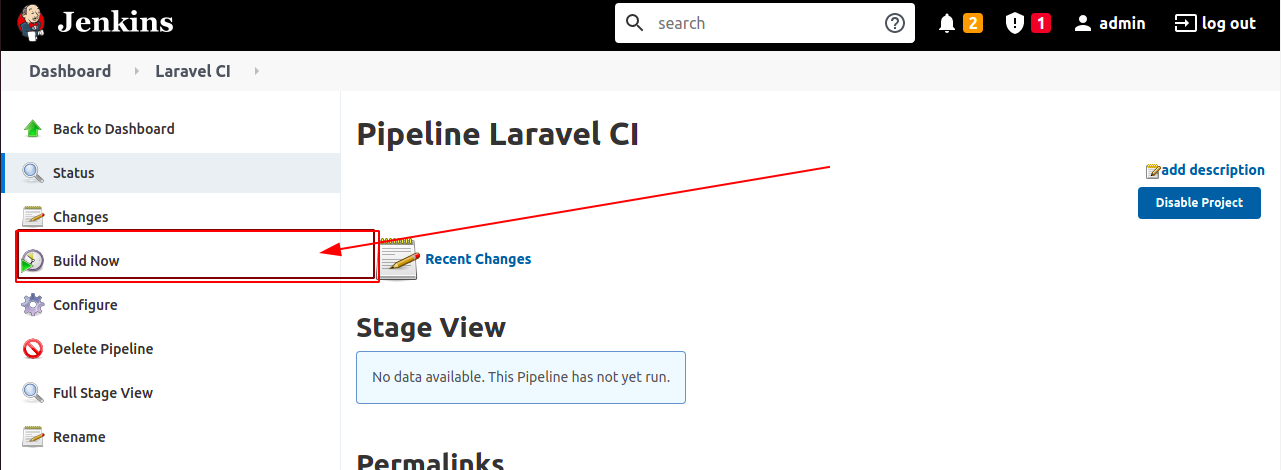 Jenkins
search
2
1
admin
log out
Dashboard
Laravel CI
Back to Dashboard
Status
Changes
Build Now
Configure
Delete Pipeline
Full Stage View
Rename
Pipeline Laravel CI
add description
Disable Project
Recent Changes
Stage View
No data available. This Pipeline has not yet run.
Permalinks